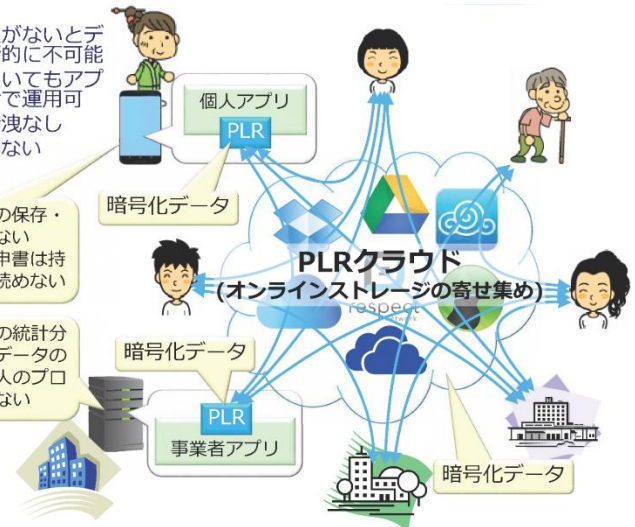 がないとデ
的に不可能
いてもアプ
で運用可
洩なし
ない
個人アプリ
PLR
暗号化データ
の保存・
ない
申書は持
読めない
PLRクラウド
(オンラインストレージの寄せ集め)
respect
network
の統計分
データの
人のプロ
ない
暗号化データ
PLR
事業者アプリ
暗号化データ